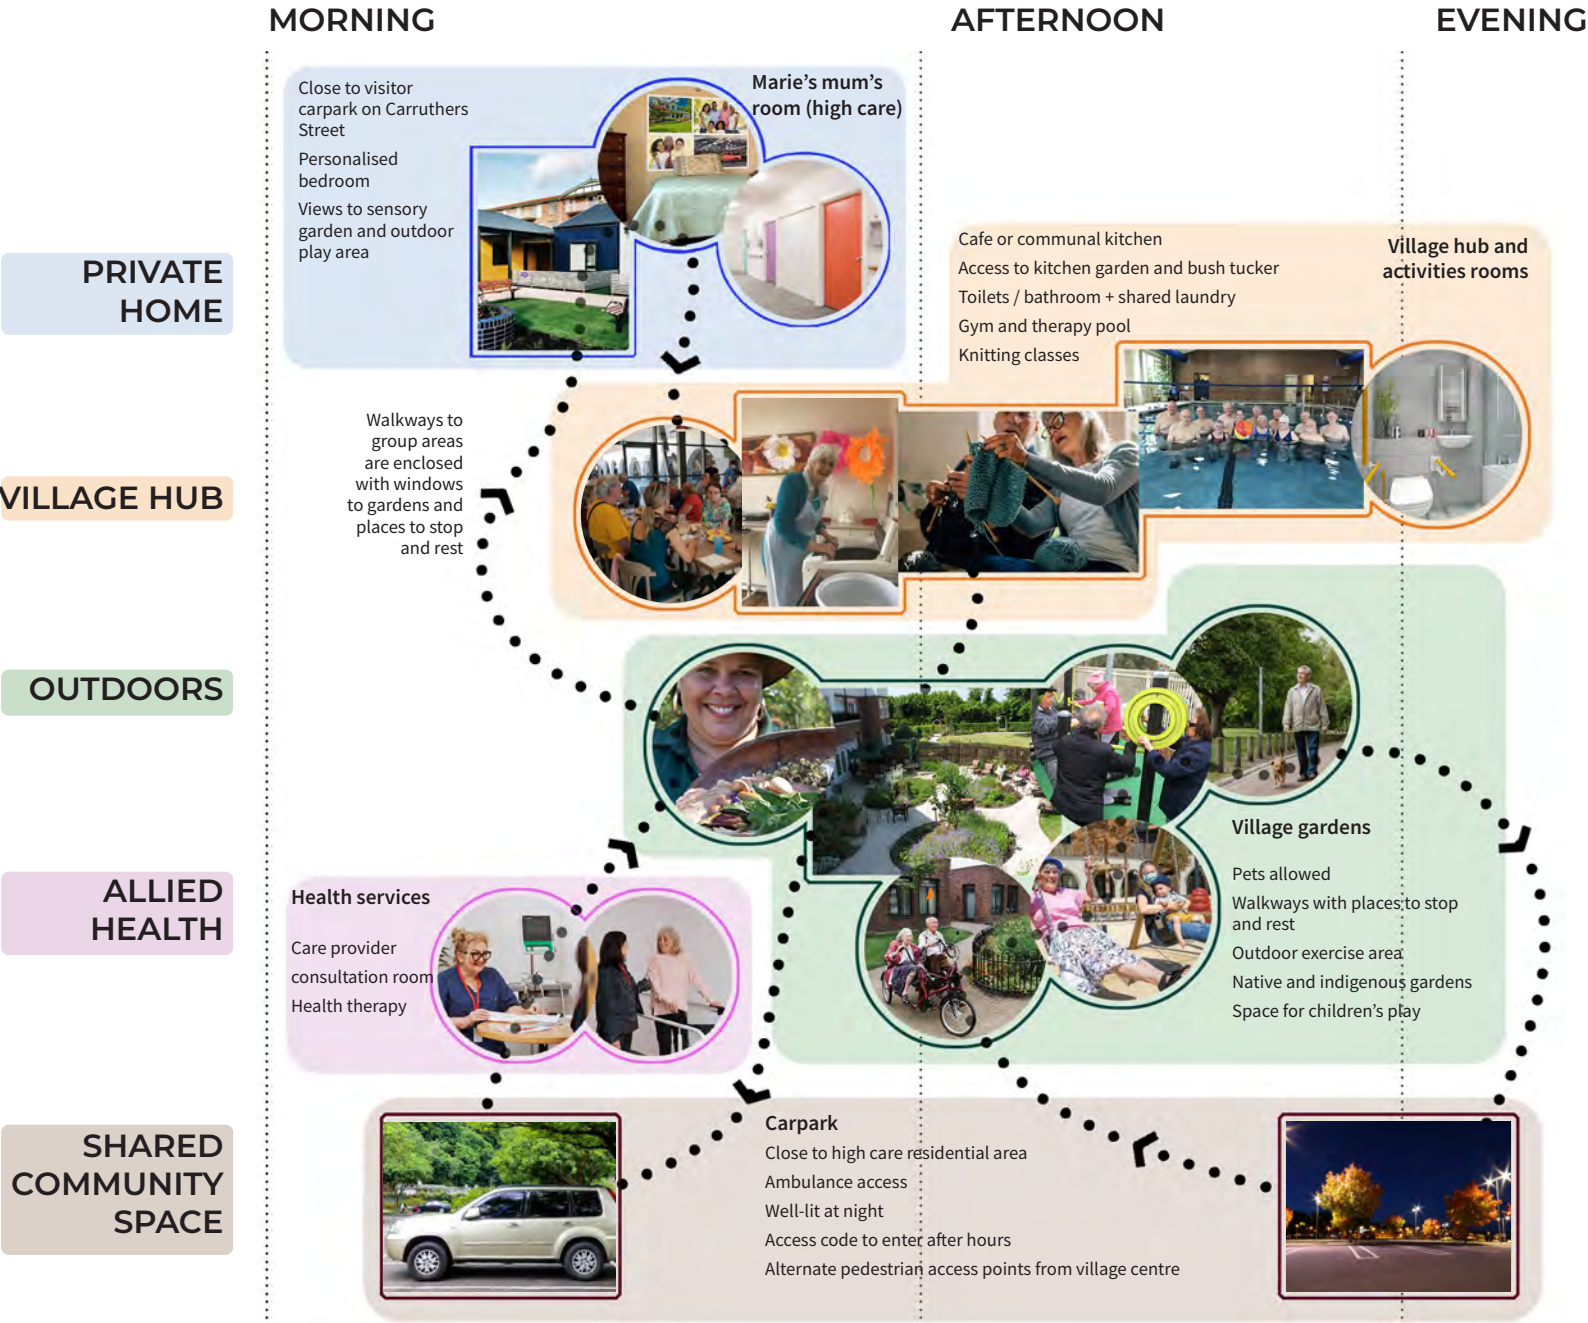 MORNING
AFTERNOON
EVENING
PRIVATE
HOME
Close to visitor
carpark on Carruthers
Street
Personalised
bedroom
Views to sensory
garden and outdoor
play area
Marie’s mum’s
room (high care)
VILLAGE HUB
Walkways to
group areas
are enclosed
with windows
to gardens and
places to stop
and rest
Cafe or communal kitchen
Access to kitchen garden and bush tucker
Toilets / bathroom + shared laundry
Gym and therapy pool
Knitting classes
Village hub and
activities rooms
OUTDOORS
Village gardens
Pets allowed
Walkways with places to stop
and rest
Outdoor exercise area
Native and indigenous gardens
Space for children’s play
ALLIED
HEALTH
Health services
Care provider
consultation room
Health therapy
SHARED
COMMUNITY
SPACE
Carpark
Close to high care residential area
Ambulance access
Well-lit at night
Access code to enter after hours
Alternate pedestrian access points from village centre